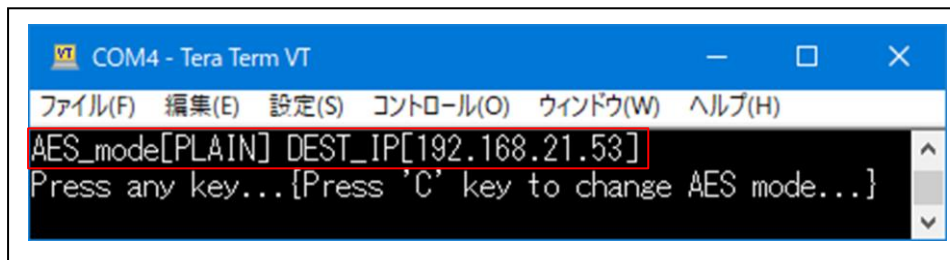 COM4 - Tera Term VT
ファイル(F) 編集(E) 設定(S) コントロール(O) ウィンドウ(W) ヘルプ(H)
AES_mode[PLAIN] DEST_IP[192.168.21.53]
Press any key...{Press 'C' key to change AES mode...}